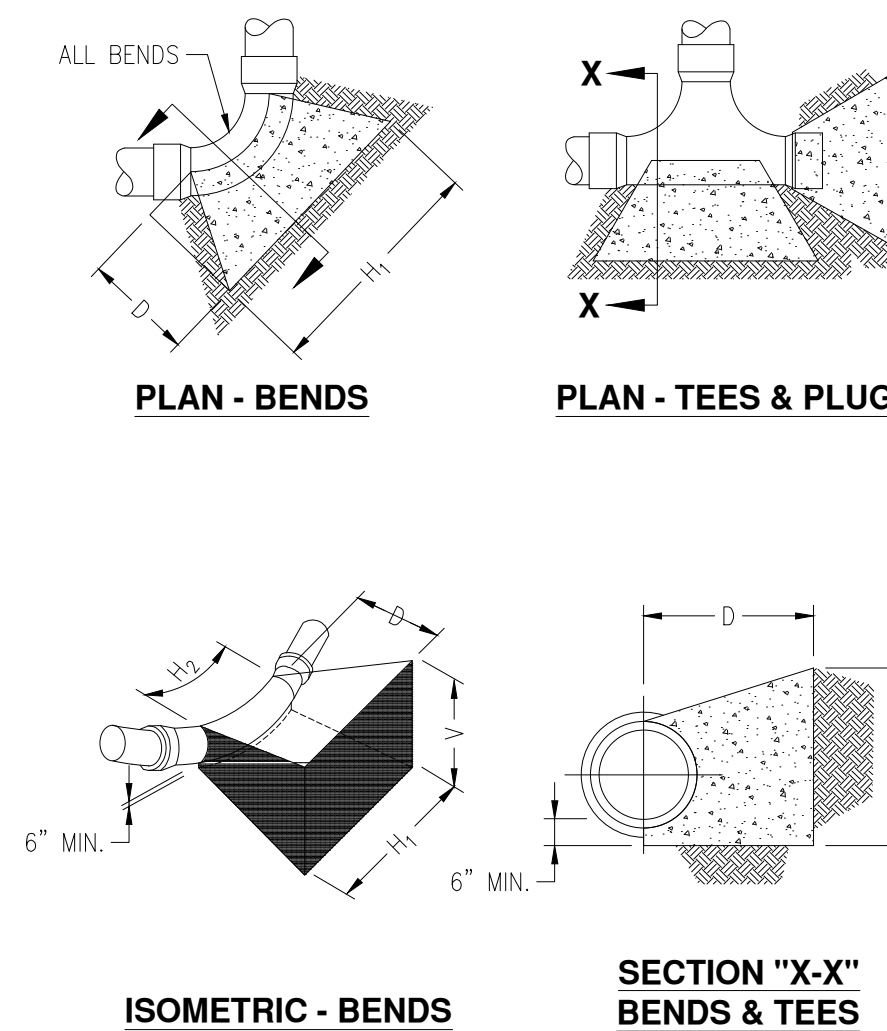 ALL BENDS
D
H1
PLAN - BENDS
X
X
PLAN - TEES & PLUG
H2
D
V
H1
6" MIN.
ISOMETRIC - BENDS
D
6" MIN.
SECTION "X-X"
BENDS & TEES